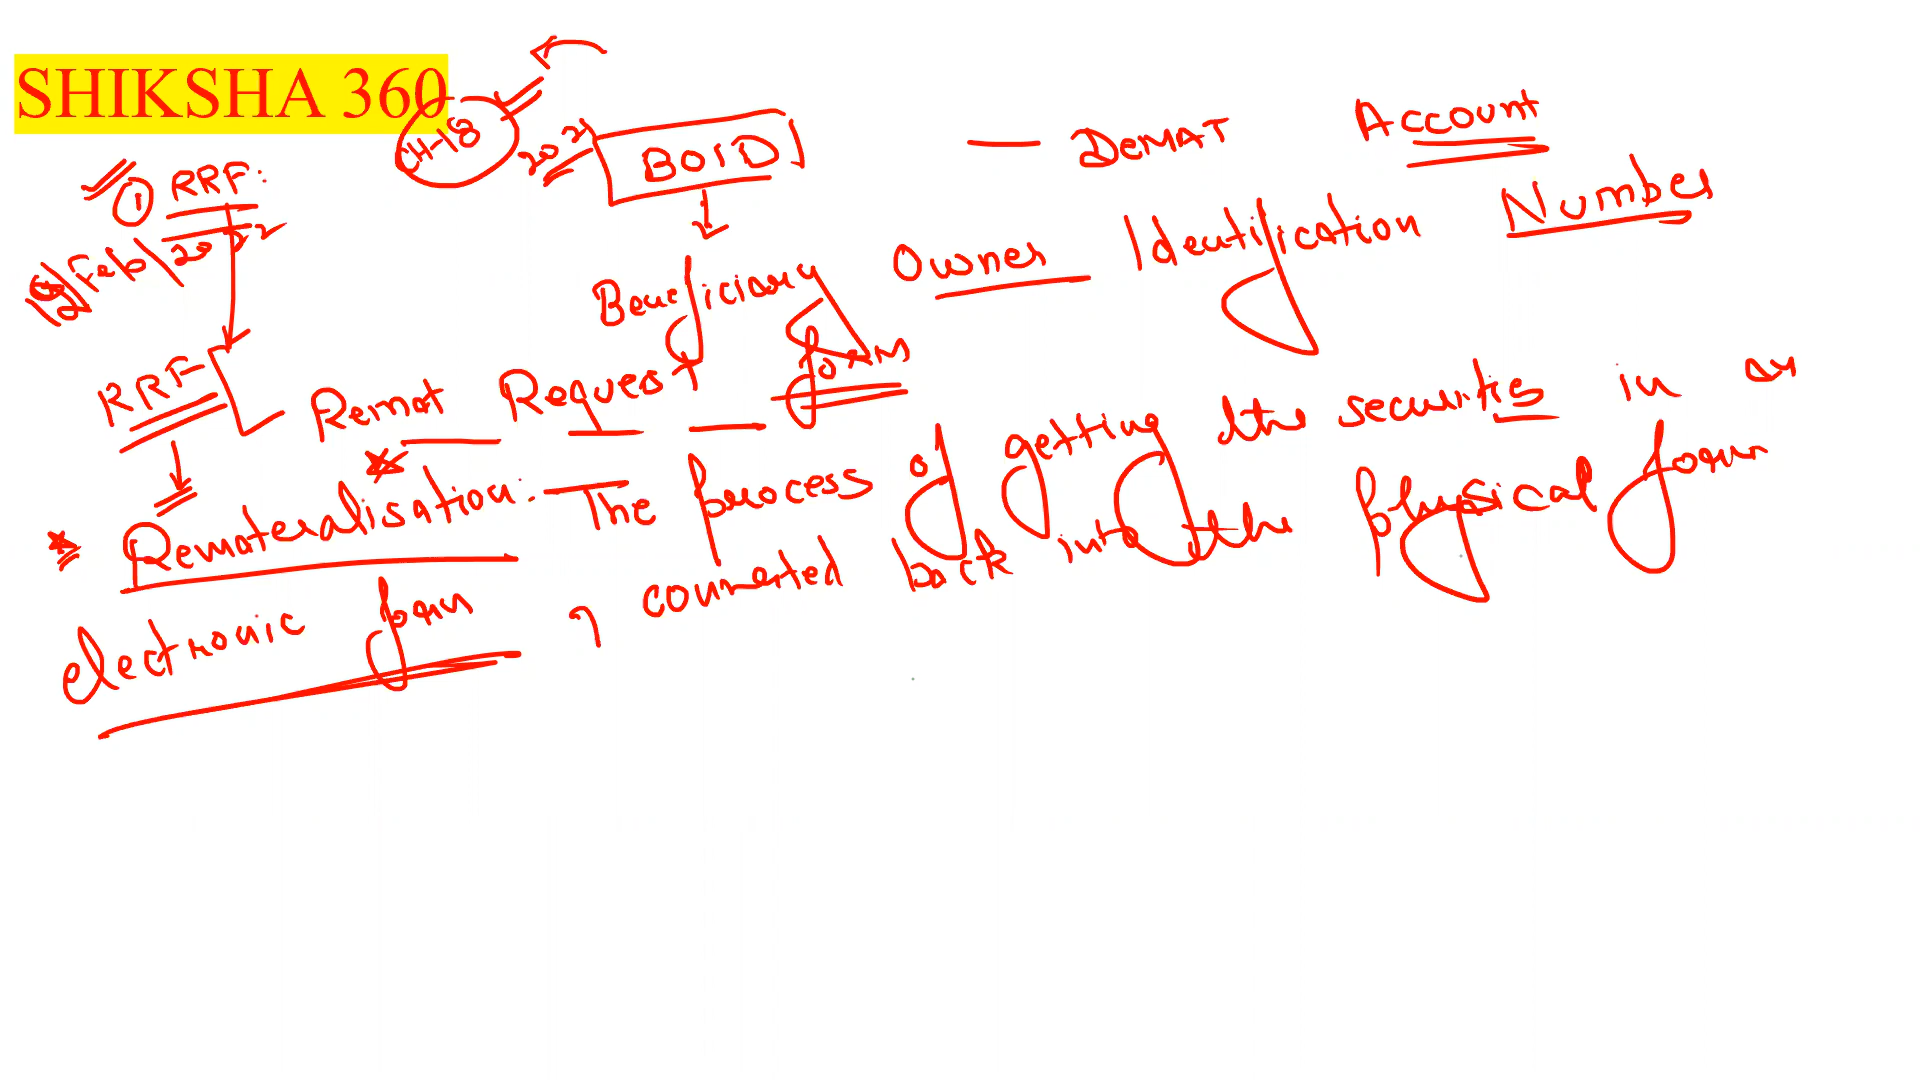 SHIKSHA 360
CH-18
2021
BOID — DEMAT Account
① RRF:
Feb/2022
Beneficiary Owner Identification Number
RRF Remat Request form
* Remateralisation: The process of getting the securities in an
electronic form, converted back into the physical form